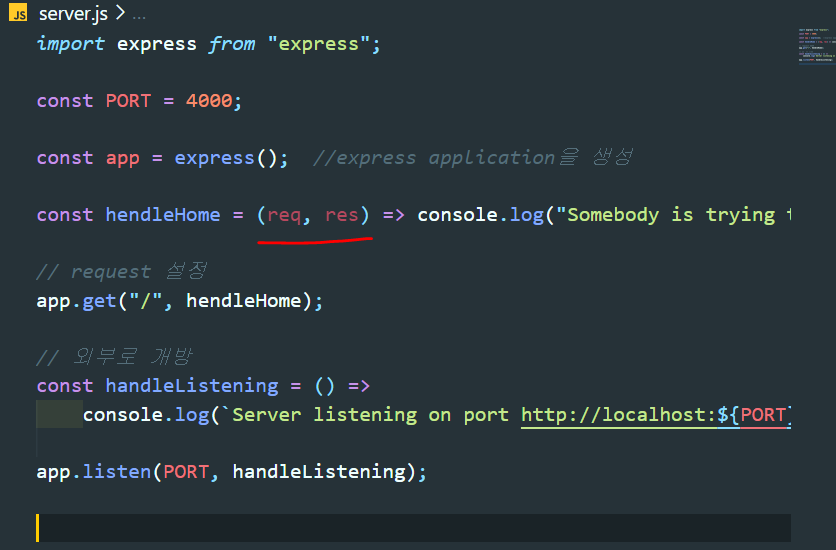 JS server.js > ...
import express from "express";
const PORT = 4000;
const app = express(); //express application을 생성
const hendleHome = (req, res) => console.log("Somebody is trying
// request 설정
app.get("/", hendleHome);
// 외부로 개방
const handleListening = () =>
console.log(`Server listening on port http://localhost:${PORT}
app.listen(PORT, handleListening);